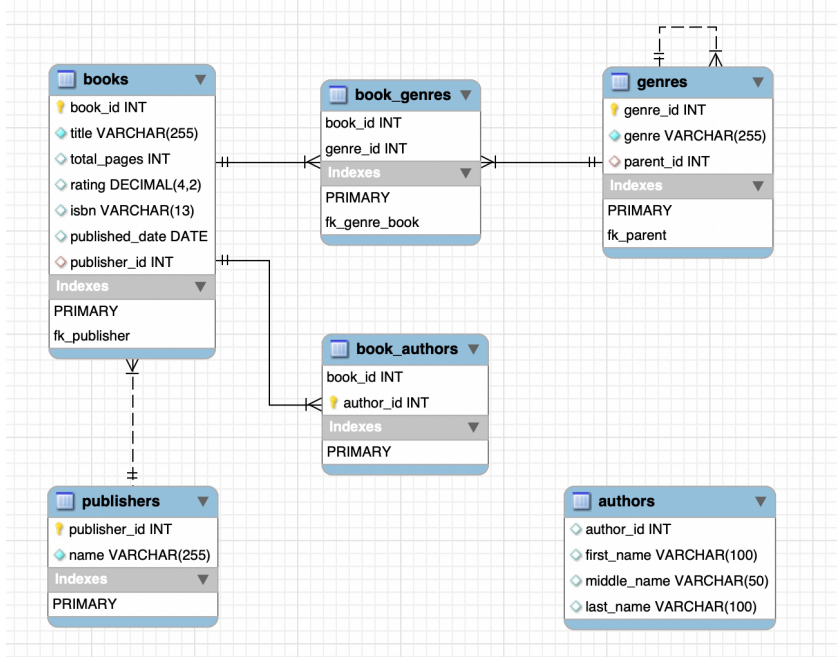 books
book_id INT
title VARCHAR(255)
total_pages INT
rating DECIMAL(4,2)
isbn VARCHAR(13)
published_date DATE
publisher_id INT
Indexes
PRIMARY
fk_publisher
book_genres
book_id INT
genre_id INT
Indexes
PRIMARY
fk_genre_book
genres
genre_id INT
genre VARCHAR(255)
parent_id INT
Indexes
PRIMARY
fk_parent
book_authors
book_id INT
author_id INT
Indexes
PRIMARY
publishers
publisher_id INT
name VARCHAR(255)
Indexes
PRIMARY
authors
author_id INT
first_name VARCHAR(100)
middle_name VARCHAR(50)
last_name VARCHAR(100)